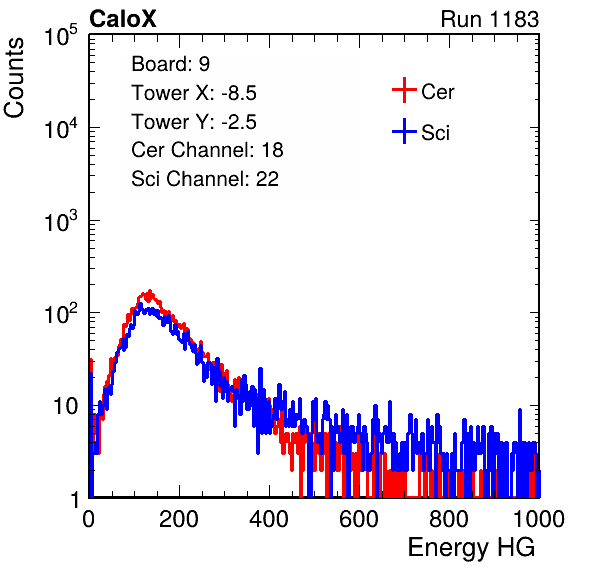 CaloX Run 1183
Counts
10^5
10^4
10^3
10^2
10
1
Board: 9
Tower X: -8.5
Tower Y: -2.5
Cer Channel: 18
Sci Channel: 22
Cer
Sci
0 200 400 600 800 1000
Energy HG